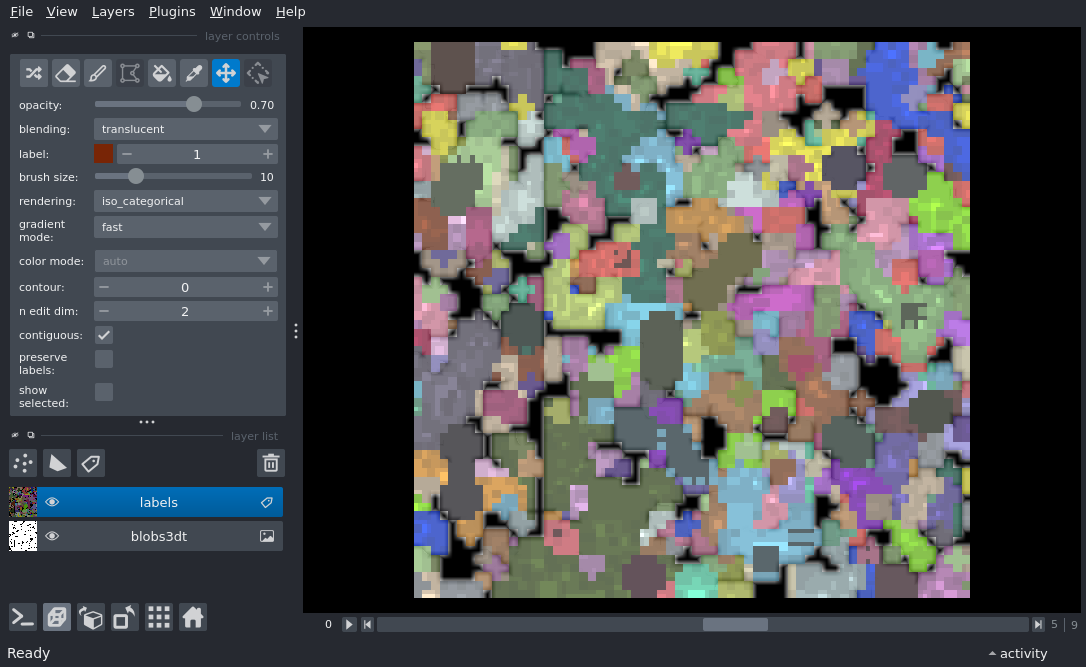 File View Layers Plugins Window Help
layer controls
opacity: 0.70
blending: translucent
label: 1
brush size: 10
rendering: iso_categorical
gradient
mode: fast
color mode: auto
contour: 0
n edit dim: 2
contiguous:
preserve
labels:
show
selected:
layer list
labels
blobs3dt
0 5 9
Ready
activity